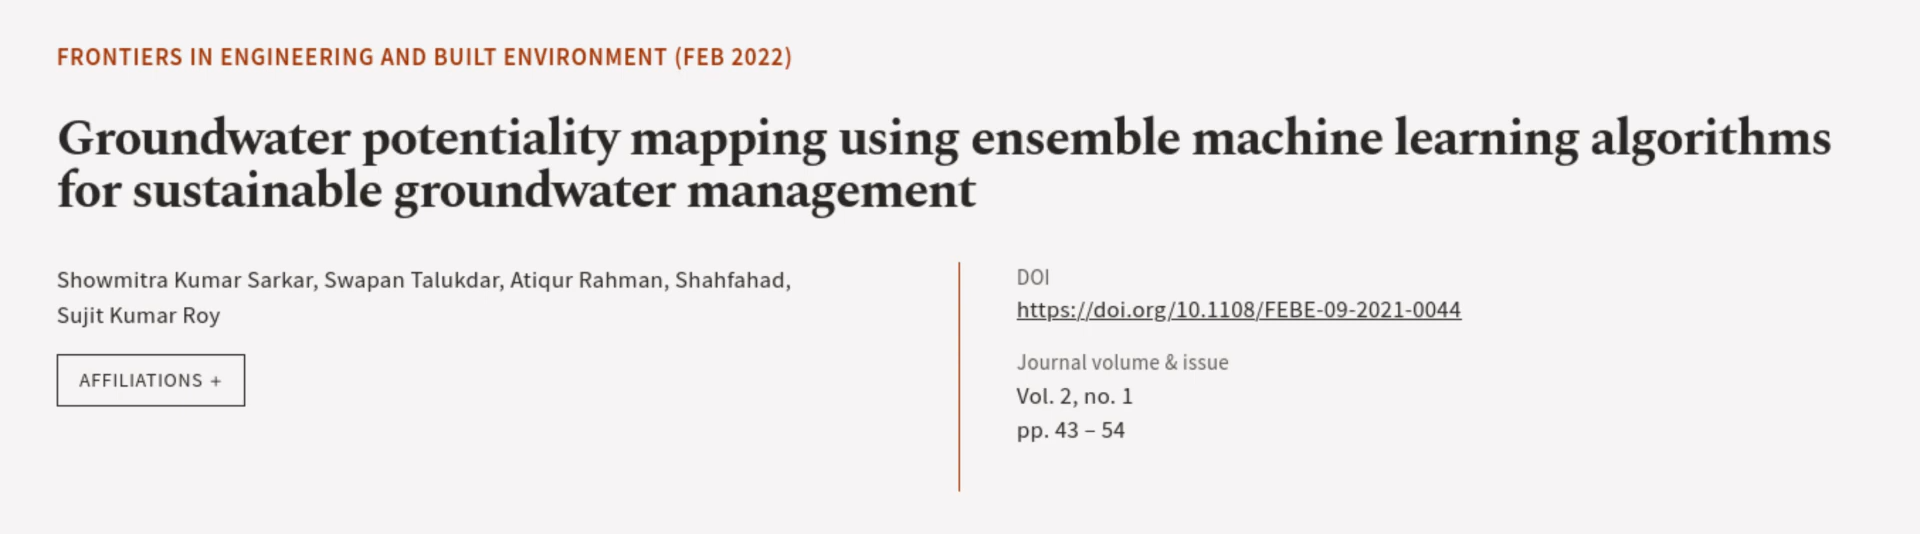 FRONTIERS IN ENGINEERING AND BUILT ENVIRONMENT (FEB 2022)
Groundwater potentiality mapping using ensemble machine learning algorithms
for sustainable groundwater management
Showmitra Kumar Sarkar, Swapan Talukdar, Atiqur Rahman, Shahfahad,
Sujit Kumar Roy
AFFILIATIONS +
DOI
https://doi.org/10.1108/FEBE-09-2021-0044
Journal volume & issue
Vol. 2, no. 1
pp. 43 – 54